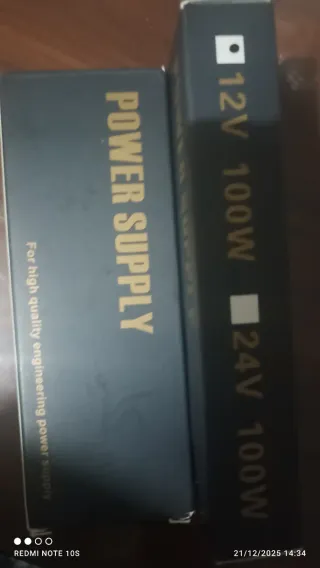 POWER SUPPLY
For high quality engineering power supply
12V 100W
24V 100W
REDMI NOTE 10S
21/12/2025 14:34